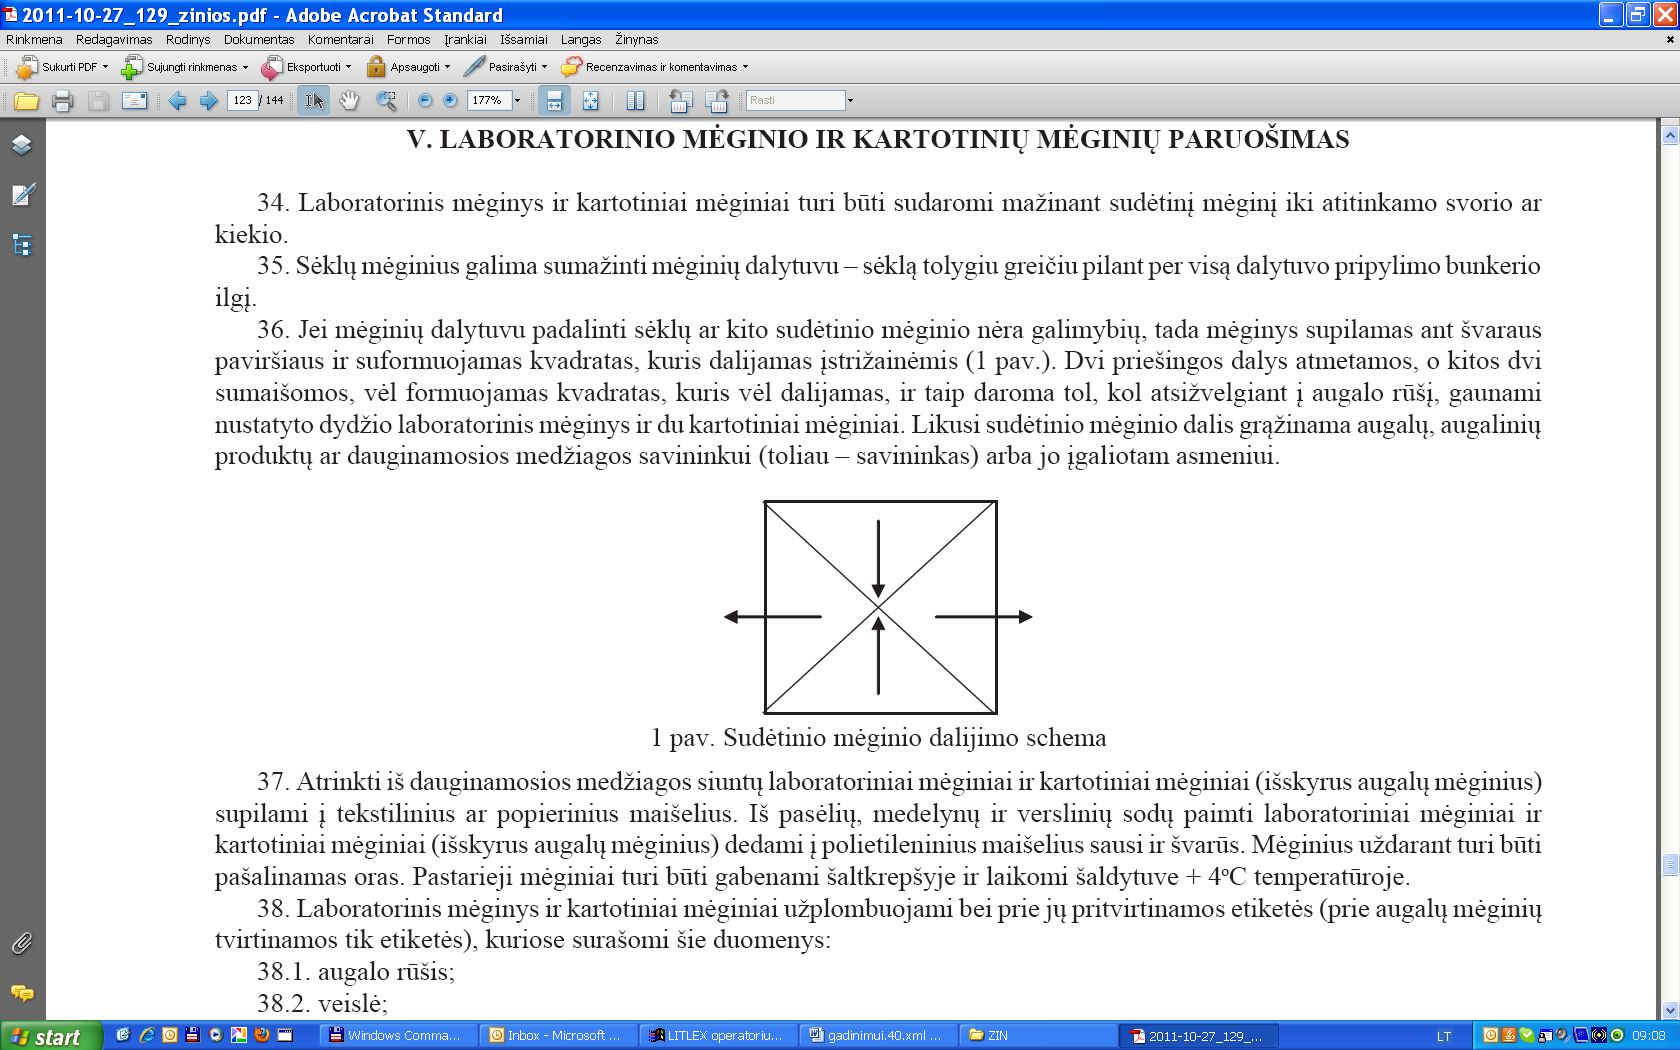 2011-10-27_129_zinios.pdf - Adobe Acrobat Standard
Rinkmena Redagavimas Rodinys Dokumentas Komentarai Formos Įrankiai Išsamiai Langas Žinynas
Sukurti PDF Sujungti rinkmenas Eksportuoti Apsaugoti Pasirašyti Recenzavimas ir komentavimas
123 / 144 177% Rasti
V. LABORATORINIO MĖGINIO IR KARTOTINIŲ MĖGINIŲ PARUOŠIMAS
34. Laboratorinis mėginys ir kartotiniai mėginiai turi būti sudaromi mažinant sudėtinį mėginį iki atitinkamo svorio ar
kiekio.
35. Sėklų mėginius galima sumažinti mėginių dalytuvu – sėklą tolygiu greičiu pilant per visą dalytuvo pripylimo bunkerio
ilgį.
36. Jei mėginių dalytuvu padalinti sėklų ar kito sudėtinio mėginio nėra galimybių, tada mėginys supilamas ant švaraus
paviršiaus ir suformuojamas kvadratas, kuris dalijamas įstrižainėmis (1 pav.). Dvi priešingos dalys atmetamos, o kitos dvi
sumaišomos, vėl formuojamas kvadratas, kuris vėl dalijamas, ir taip daroma tol, kol atsižvelgiant į augalo rūšį, gaunami
nustatyto dydžio laboratorinis mėginys ir du kartotiniai mėginiai. Likusi sudėtinio mėginio dalis grąžinama augalų, augalinių
produktų ar dauginamosios medžiagos savininkui (toliau – savininkas) arba jo įgaliotam asmeniui.
1 pav. Sudėtinio mėginio dalijimo schema
37. Atrinkti iš dauginamosios medžiagos siuntų laboratoriniai mėginiai ir kartotiniai mėginiai (išskyrus augalų mėginius)
supilami į tekstilinius ar popierinius maišelius. Iš pasėlių, medelynų ir verslinių sodų paimti laboratoriniai mėginiai ir
kartotiniai mėginiai (išskyrus augalų mėginius) dedami į polietileninius maišelius sausi ir švarūs. Mėginius uždarant turi būti
pašalinamas oras. Pastarieji mėginiai turi būti gabenami šaltkrepšyje ir laikomi šaldytuve + 4ºC temperatūroje.
38. Laboratorinis mėginys ir kartotiniai mėginiai užplombuojami bei prie jų pritvirtinamos etiketės (prie augalų mėginių
tvirtinamos tik etiketės), kuriose surašomi šie duomenys:
38.1. augalo rūšis;
38.2. veislė;
start Windows Comma... Inbox - Microsoft ... LITLEX operatoriu... gadinimui.40.xml ... ZIN 2011-10-27_129_... LT 09:08